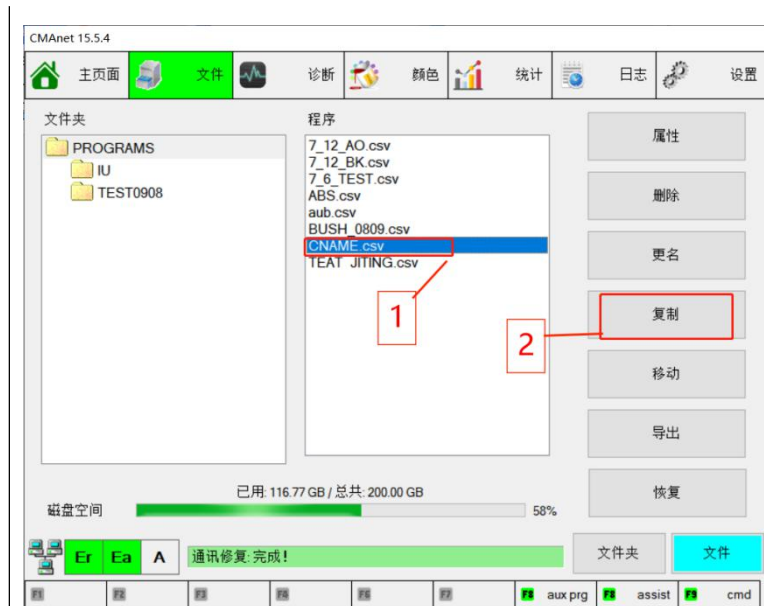 CMAnet 15.5.4
主页面 文件 诊断 颜色 统计 日志 设置
文件夹
程序
PROGRAMS
IU
TEST0908
7_12_AO.csv
7_12_BK.csv
7_6_TEST.csv
ABS.csv
aub.csv
BUSH_0809.csv
CNAME.csv
TEAT JITING.csv
1
2
属性
删除
更名
复制
移动
导出
恢复
已用: 116.77 GB / 总共: 200.00 GB
磁盘空间 58%
Er Ea A 通讯修复:完成! 文件夹 文件
F1 F2 F3 F4 F6 F7 F8 aux prg F8 assist F9 cmd